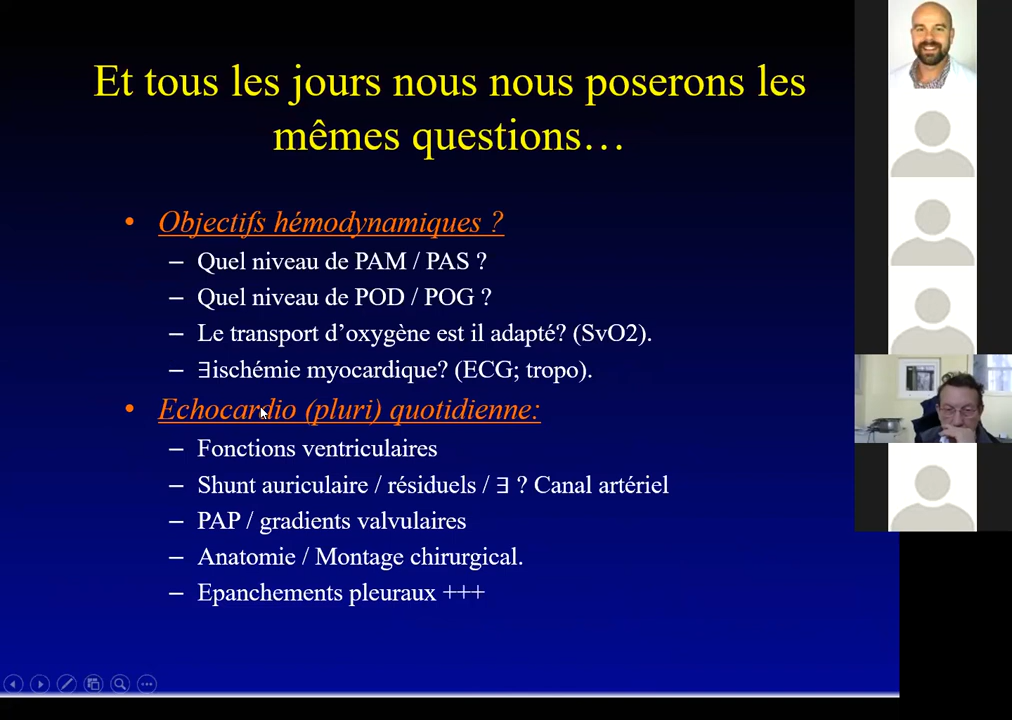 Et tous les jours nous nous poserons les
mêmes questions…
• Objectifs hémodynamiques ?
– Quel niveau de PAM / PAS ?
– Quel niveau de POD / POG ?
– Le transport d’oxygène est il adapté? (SvO2).
– ∃ischémie myocardique? (ECG; tropo).
• Echocardio (pluri) quotidienne:
– Fonctions ventriculaires
– Shunt auriculaire / résiduels / ∃ ? Canal artériel
– PAP / gradients valvulaires
– Anatomie / Montage chirurgical.
– Epanchements pleuraux +++